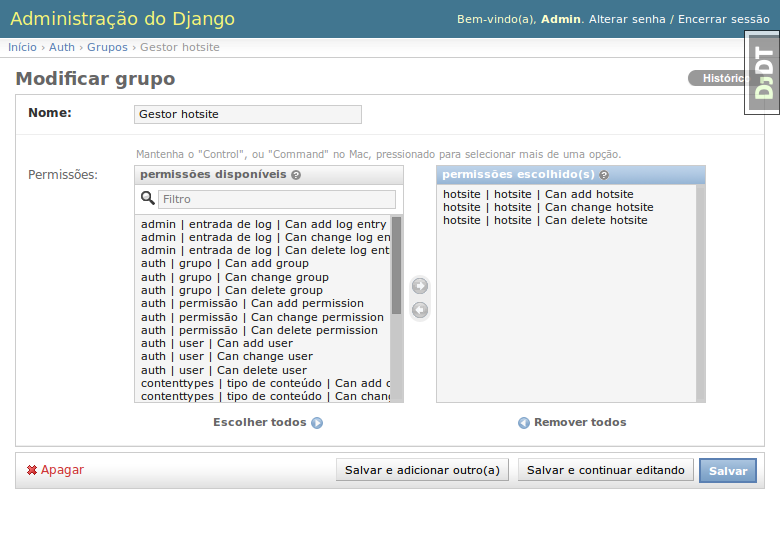 Administração do Django
Bem-vindo(a), Admin. Alterar senha / Encerrar sessão
Início › Auth › Grupos › Gestor hotsite
DjDT
Modificar grupo
Nome:
Gestor hotsite
Mantenha o "Control", ou "Command" no Mac, pressionado para selecionar mais de uma opção.
Permissões:
permissões disponíveis ?
Filtro
admin | entrada de log | Can add log entry
admin | entrada de log | Can change log en
admin | entrada de log | Can delete log ent
auth | grupo | Can add group
auth | grupo | Can change group
auth | grupo | Can delete group
auth | permissão | Can add permission
auth | permissão | Can change permission
auth | permissão | Can delete permission
auth | user | Can add user
auth | user | Can change user
auth | user | Can delete user
contenttypes | tipo de conteúdo | Can add
contenttypes | tipo de conteúdo | Can chan
Escolher todos
permissões escolhido(s) ?
hotsite | hotsite | Can add hotsite
hotsite | hotsite | Can change hotsite
hotsite | hotsite | Can delete hotsite
Remover todos
Apagar
Salvar e adicionar outro(a)
Salvar e continuar editando
Salvar